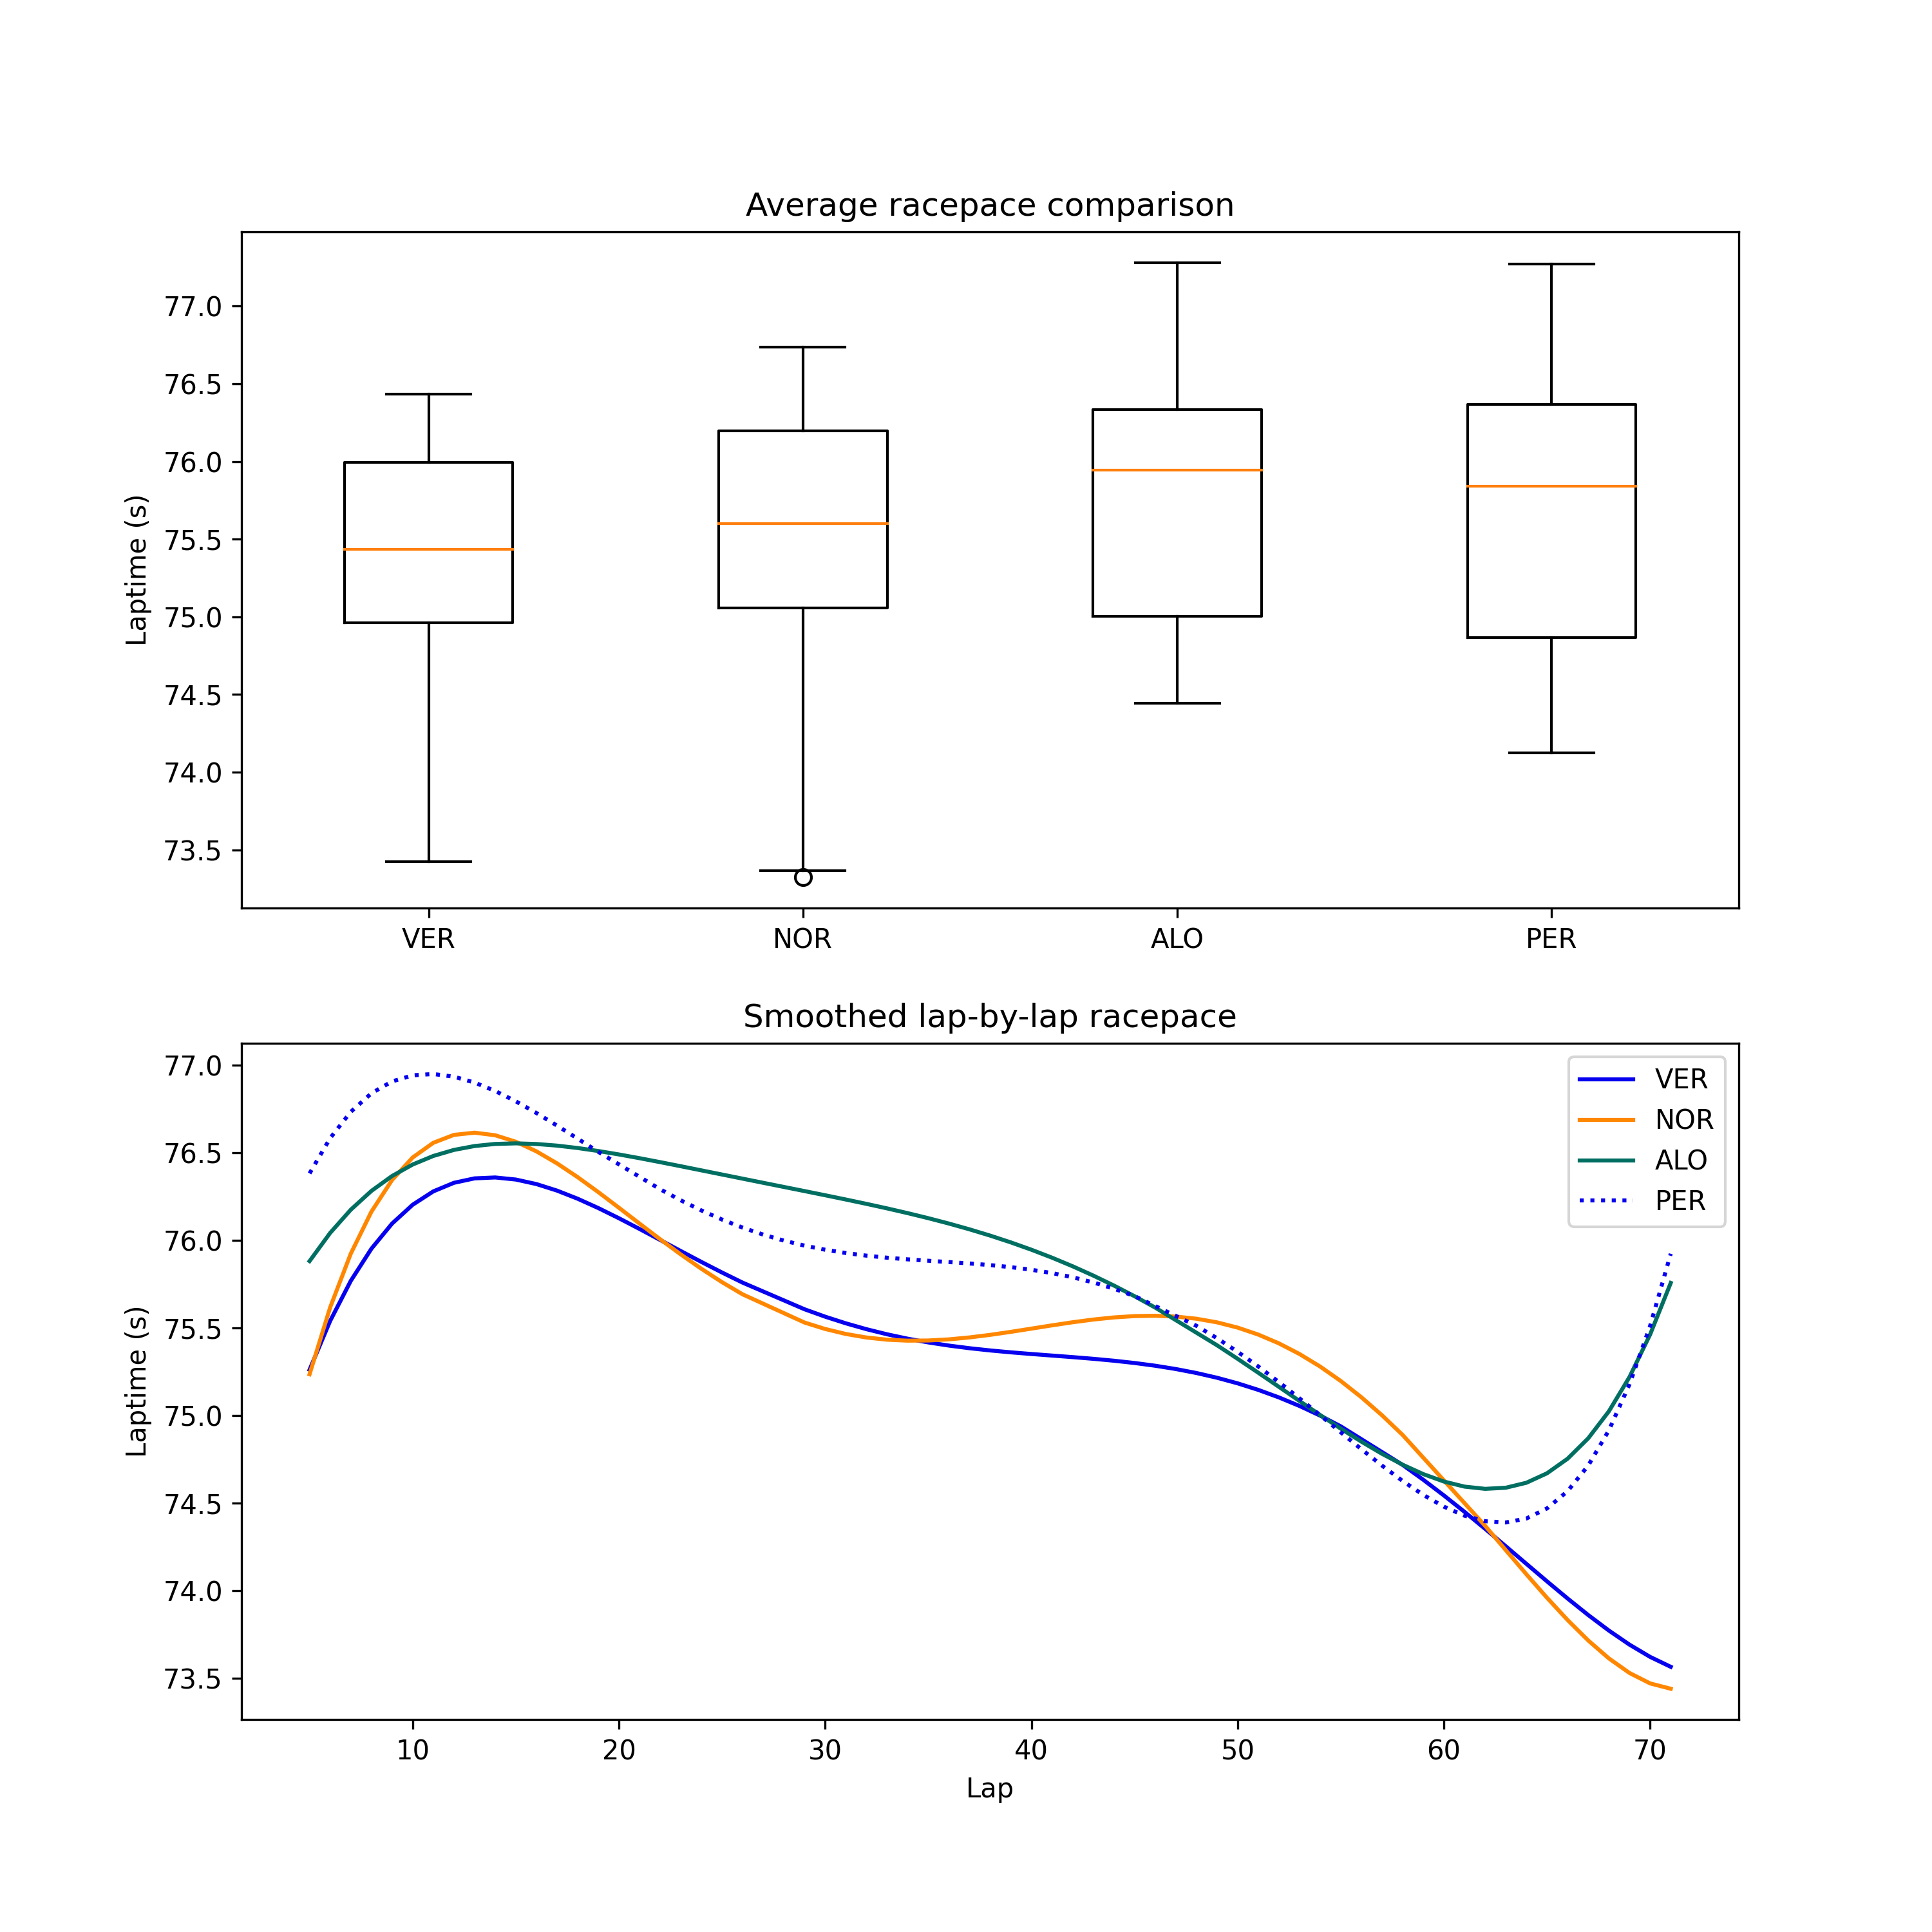 Average racepace comparison
77.0
76.5
76.0
75.5
75.0
74.5
74.0
73.5
Laptime (s)
VER NOR ALO PER
Smoothed lap-by-lap racepace
77.0
76.5
76.0
75.5
75.0
74.5
74.0
73.5
Laptime (s)
VER
NOR
ALO
PER
10 20 30 40 50 60 70
Lap